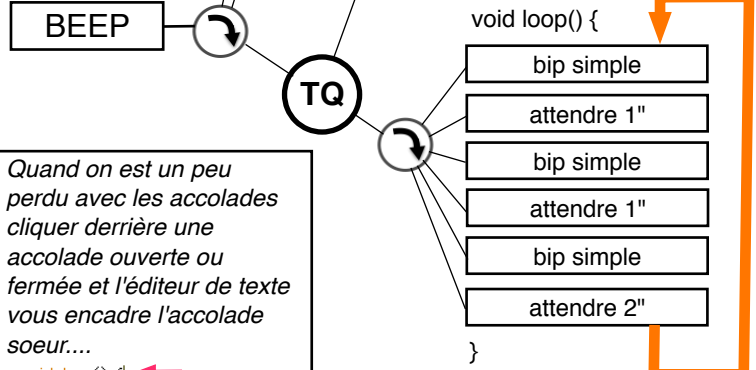 BEEP
TQ
void loop() {
bip simple
attendre 1"
bip simple
attendre 1"
bip simple
attendre 2"
}
Quand on est un peu
perdu avec les accolades
cliquer derrière une
accolade ouverte ou
fermée et l'éditeur de texte
vous encadre l'accolade
soeur....